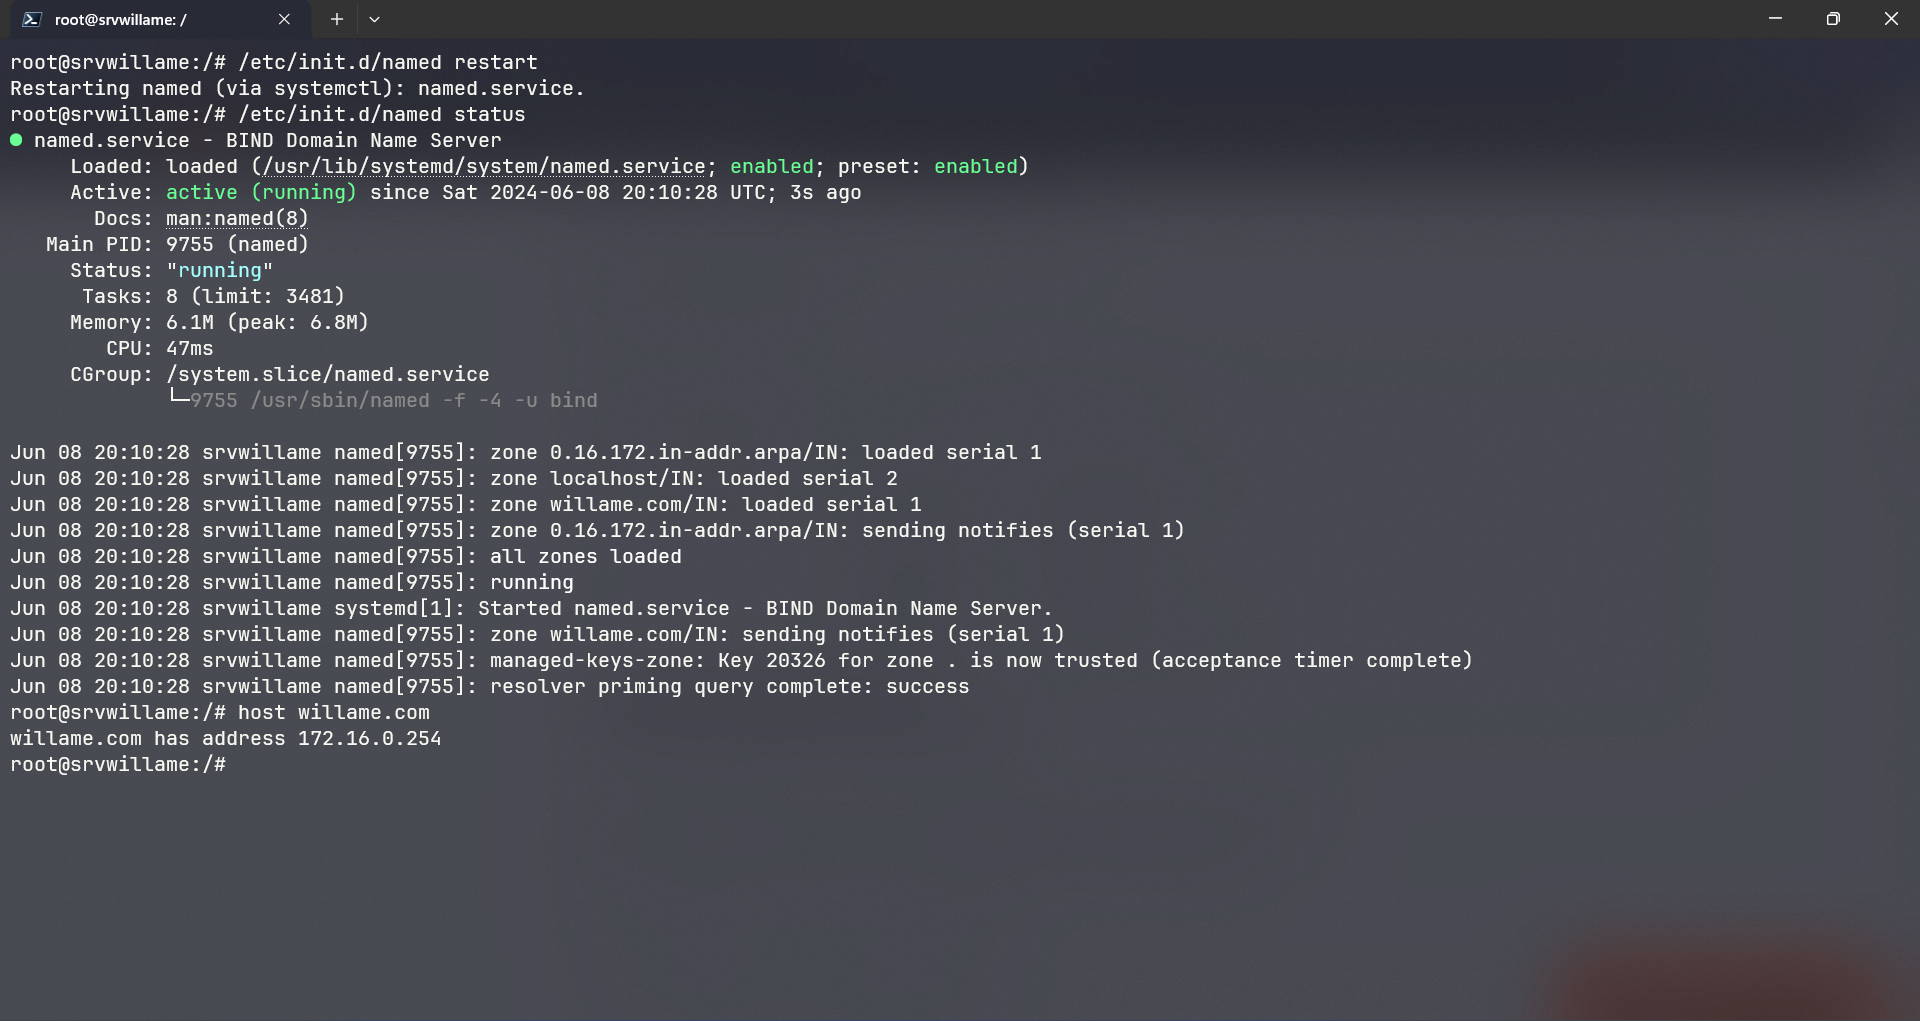 root@srvwillame: /
root@srvwillame:/# /etc/init.d/named restart
Restarting named (via systemctl): named.service.
root@srvwillame:/# /etc/init.d/named status
● named.service - BIND Domain Name Server
     Loaded: loaded (/usr/lib/systemd/system/named.service; enabled; preset: enabled)
     Active: active (running) since Sat 2024-06-08 20:10:28 UTC; 3s ago
       Docs: man:named(8)
   Main PID: 9755 (named)
     Status: "running"
      Tasks: 8 (limit: 3481)
     Memory: 6.1M (peak: 6.8M)
        CPU: 47ms
     CGroup: /system.slice/named.service
             └─9755 /usr/sbin/named -f -4 -u bind

Jun 08 20:10:28 srvwillame named[9755]: zone 0.16.172.in-addr.arpa/IN: loaded serial 1
Jun 08 20:10:28 srvwillame named[9755]: zone localhost/IN: loaded serial 2
Jun 08 20:10:28 srvwillame named[9755]: zone willame.com/IN: loaded serial 1
Jun 08 20:10:28 srvwillame named[9755]: zone 0.16.172.in-addr.arpa/IN: sending notifies (serial 1)
Jun 08 20:10:28 srvwillame named[9755]: all zones loaded
Jun 08 20:10:28 srvwillame named[9755]: running
Jun 08 20:10:28 srvwillame systemd[1]: Started named.service - BIND Domain Name Server.
Jun 08 20:10:28 srvwillame named[9755]: zone willame.com/IN: sending notifies (serial 1)
Jun 08 20:10:28 srvwillame named[9755]: managed-keys-zone: Key 20326 for zone . is now trusted (acceptance timer complete)
Jun 08 20:10:28 srvwillame named[9755]: resolver priming query complete: success
root@srvwillame:/# host willame.com
willame.com has address 172.16.0.254
root@srvwillame:/#